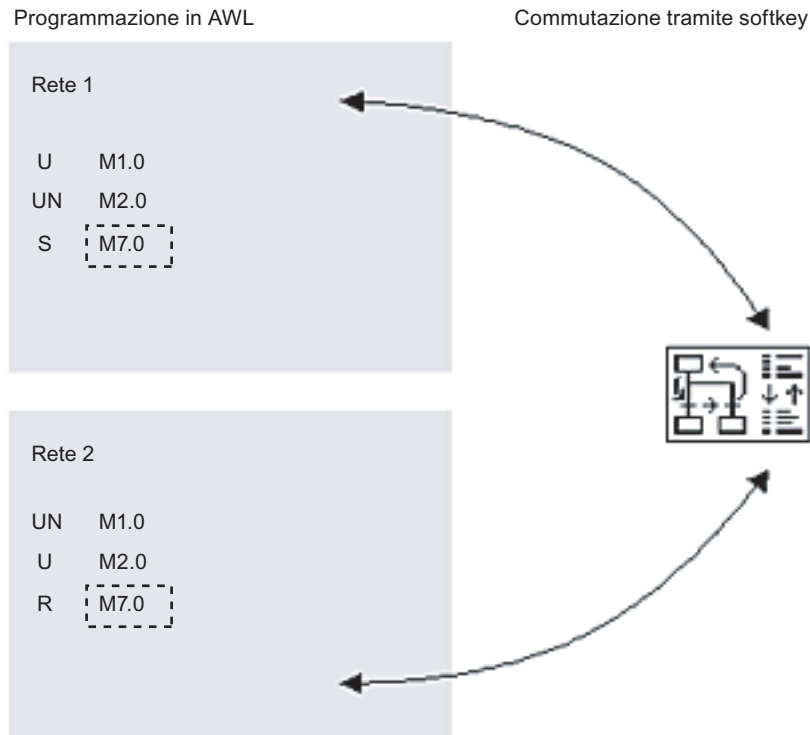 Programmazione in AWL
Commutazione tramite softkey
Rete 1
U M1.0
UN M2.0
S M7.0
Rete 2
UN M1.0
U M2.0
R M7.0